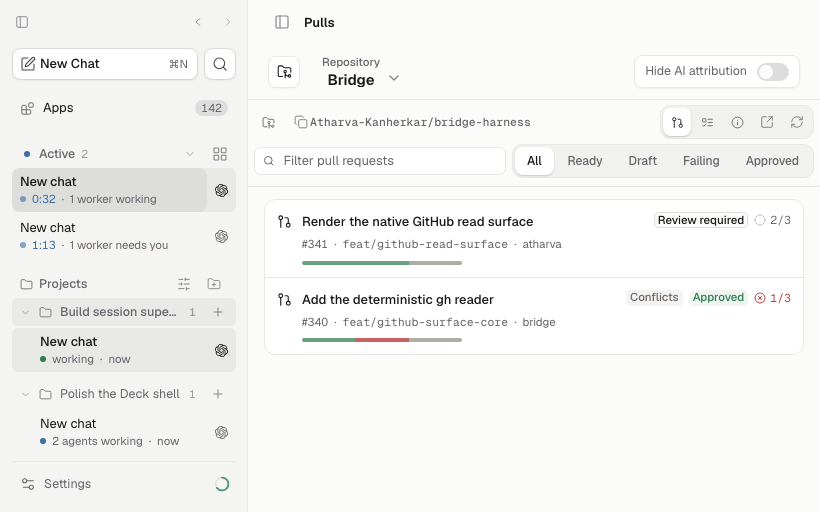 New Chat ⌘N
Apps 142
Active 2
New chat
0:32 · 1 worker working
New chat
1:13 · 1 worker needs you
Projects
Build session supe... 1
New chat
working · now
Polish the Deck shell 1
New chat
2 agents working · now
Settings
Pulls
Repository
Bridge
Hide AI attribution
Atharva-Kanherkar/bridge-harness
Filter pull requests
All Ready Draft Failing Approved
Render the native GitHub read surface Review required 2/3
#341 · feat/github-read-surface · atharva
Add the deterministic gh reader Conflicts Approved 1/3
#340 · feat/github-surface-core · bridge